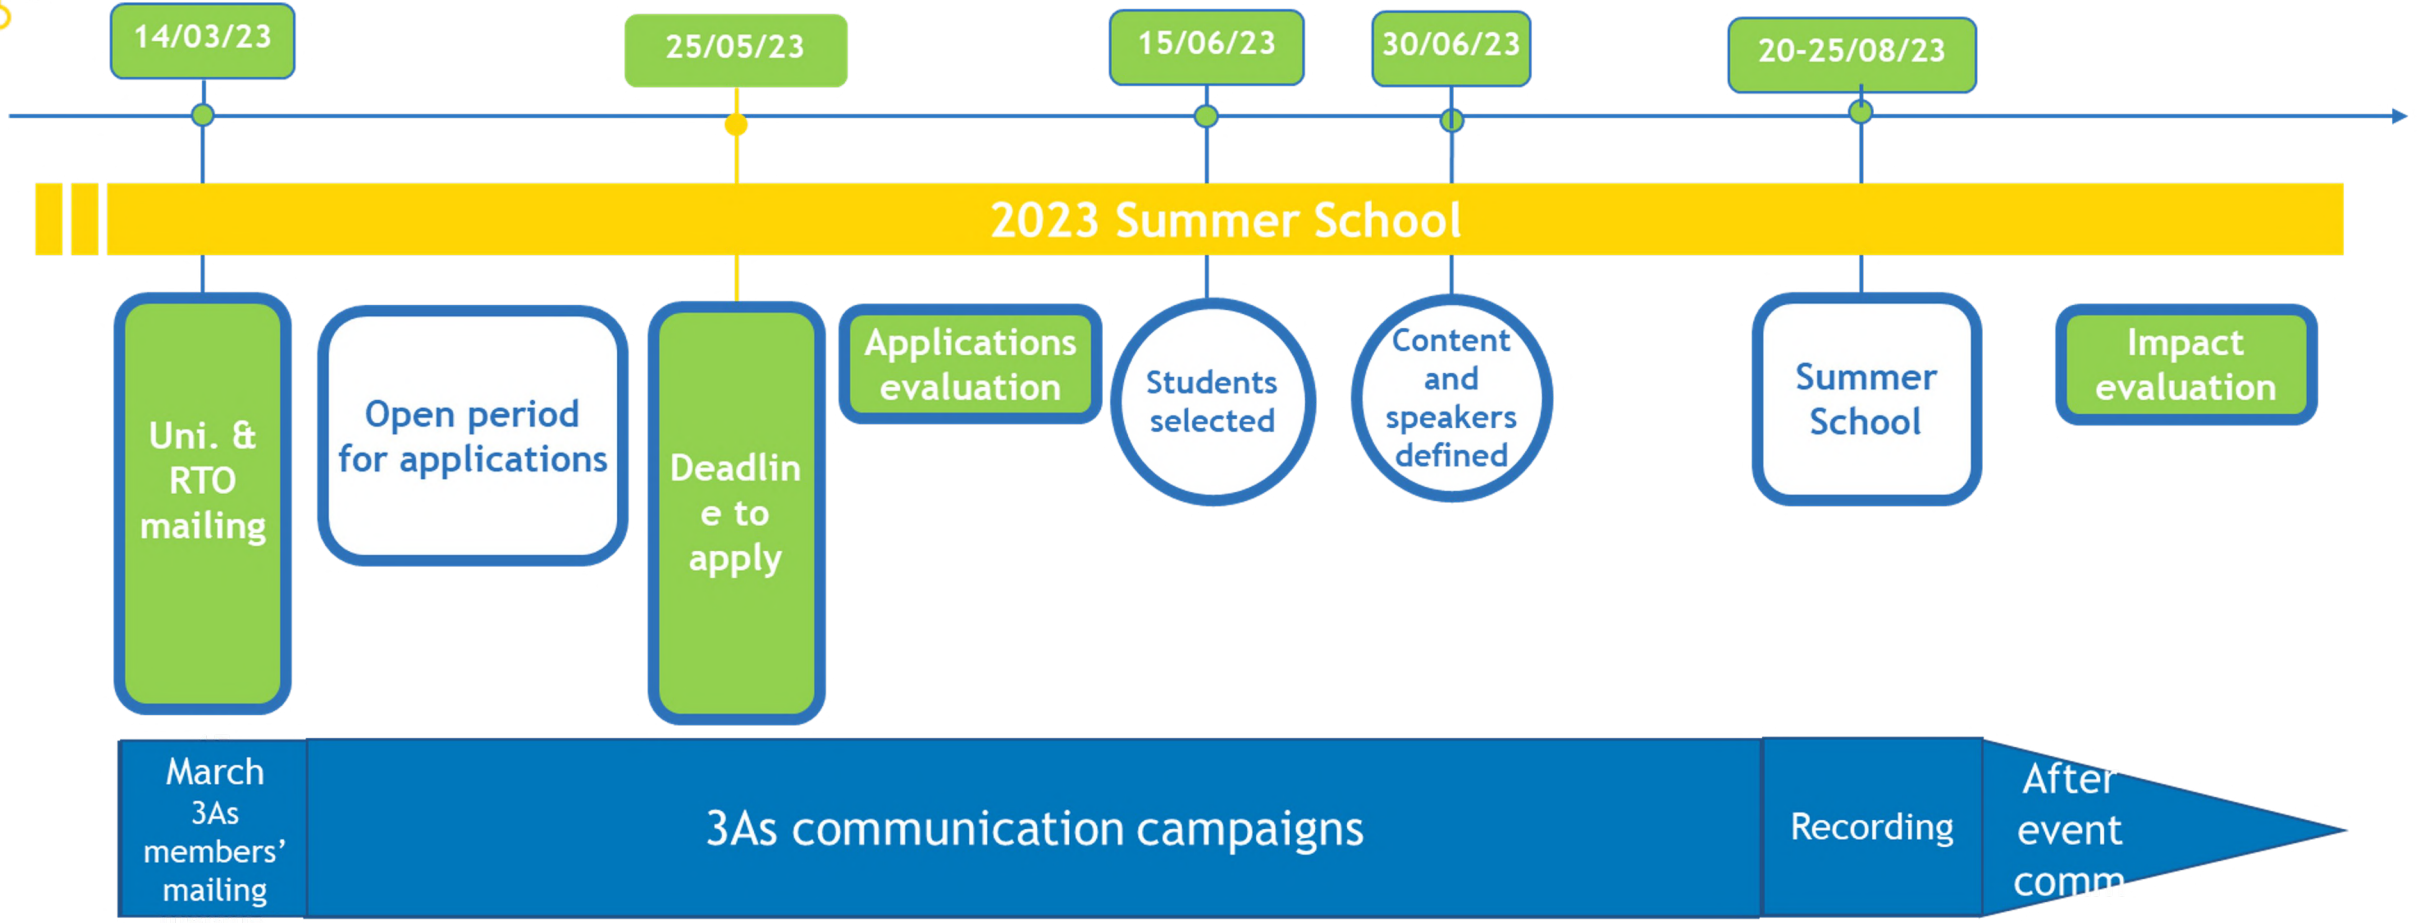 14/03/23
25/05/23
15/06/23
30/06/23
20-25/08/23
2023 Summer School
Uni. &
RTO
mailing
Open period
for applications
Deadlin
e to
apply
Applications
evaluation
Students
selected
Content
and
speakers
defined
Summer
School
Impact
evaluation
March
3As
members’
mailing
3As communication campaigns
Recording
After
event
comm